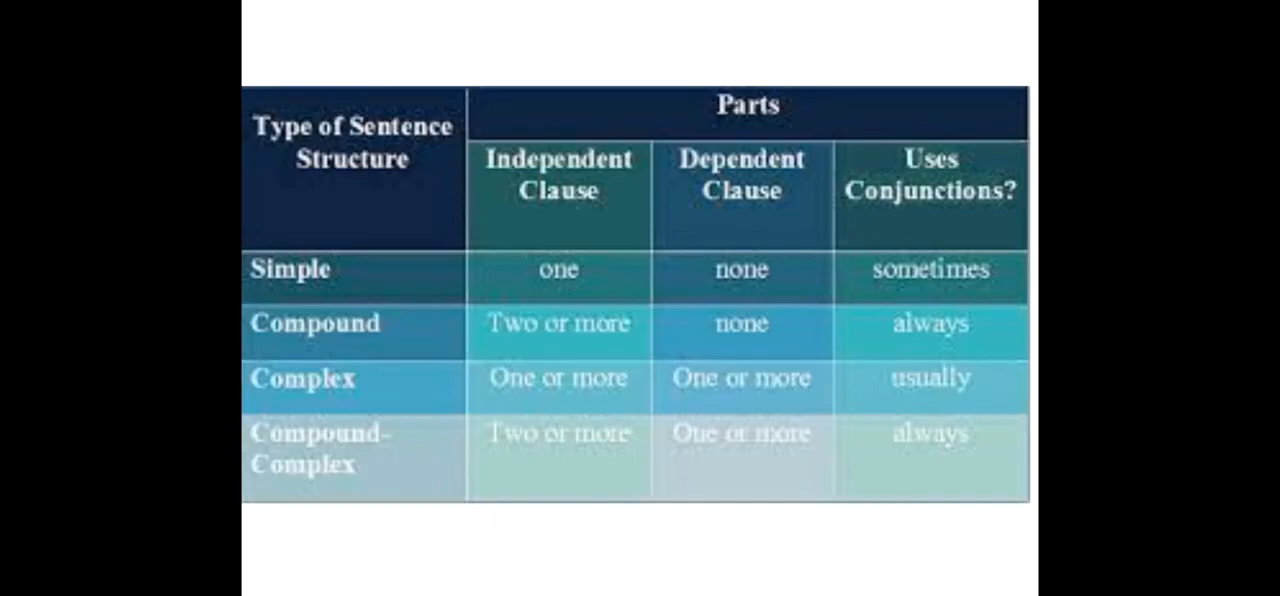 Parts
Type of Sentence
Structure
Independent
Clause
Dependent
Clause
Uses
Conjunctions?
Simple one none sometimes
Compound Two or more none always
Complex One or more One or more usually
Compound- Two or more One or more always
Complex